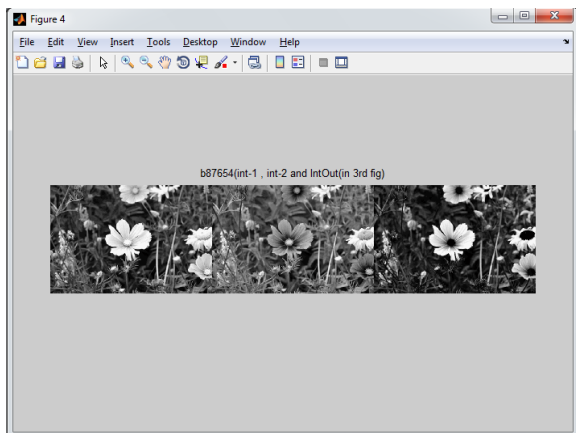 Figure 4
File Edit View Insert Tools Desktop Window Help
b87654(int-1 , int-2 and IntOut(in 3rd fig)